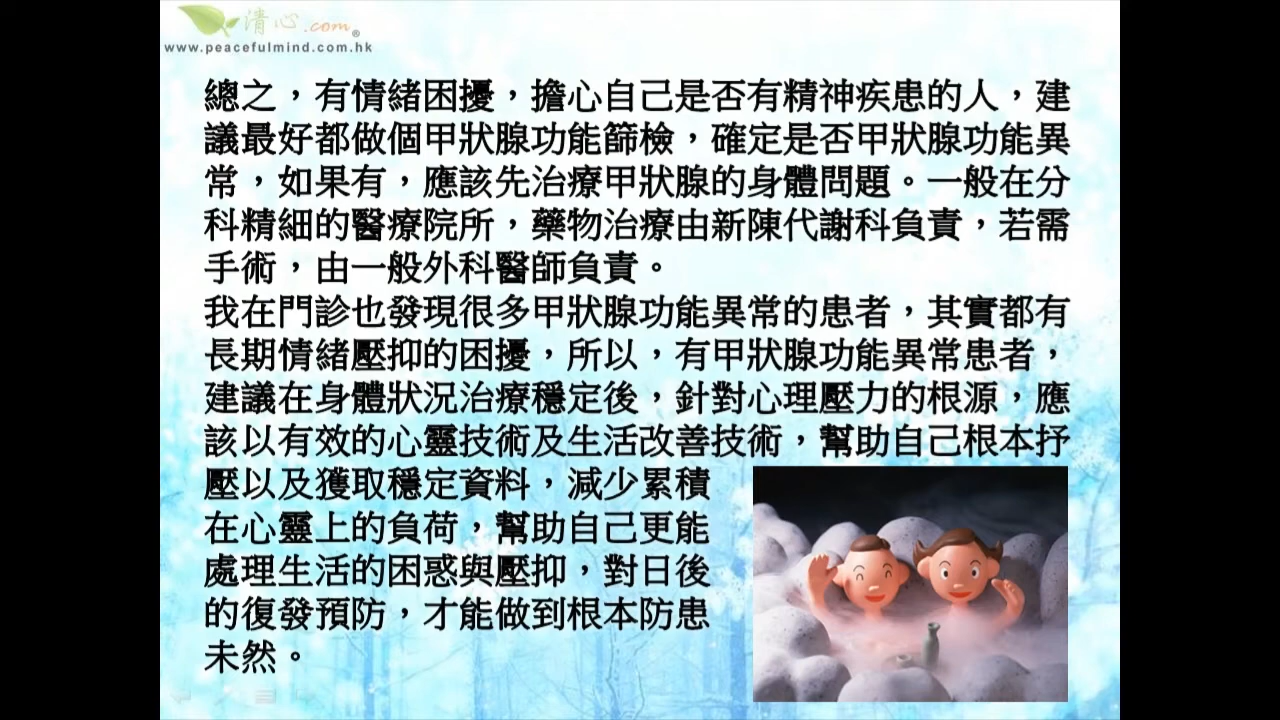 清心.com®
www.peacefulmind.com.hk
總之，有情緒困擾，擔心自己是否有精神疾患的人，建
議最好都做個甲狀腺功能篩檢，確定是否甲狀腺功能異
常，如果有，應該先治療甲狀腺的身體問題。一般在分
科精細的醫療院所，藥物治療由新陳代謝科負責，若需
手術，由一般外科醫師負責。
我在門診也發現很多甲狀腺功能異常的患者，其實都有
長期情緒壓抑的困擾，所以，有甲狀腺功能異常患者，
建議在身體狀況治療穩定後，針對心理壓力的根源，應
該以有效的心靈技術及生活改善技術，幫助自己根本抒
壓以及獲取穩定資料，減少累積
在心靈上的負荷，幫助自己更能
處理生活的困惑與壓抑，對日後
的復發預防，才能做到根本防患
未然。